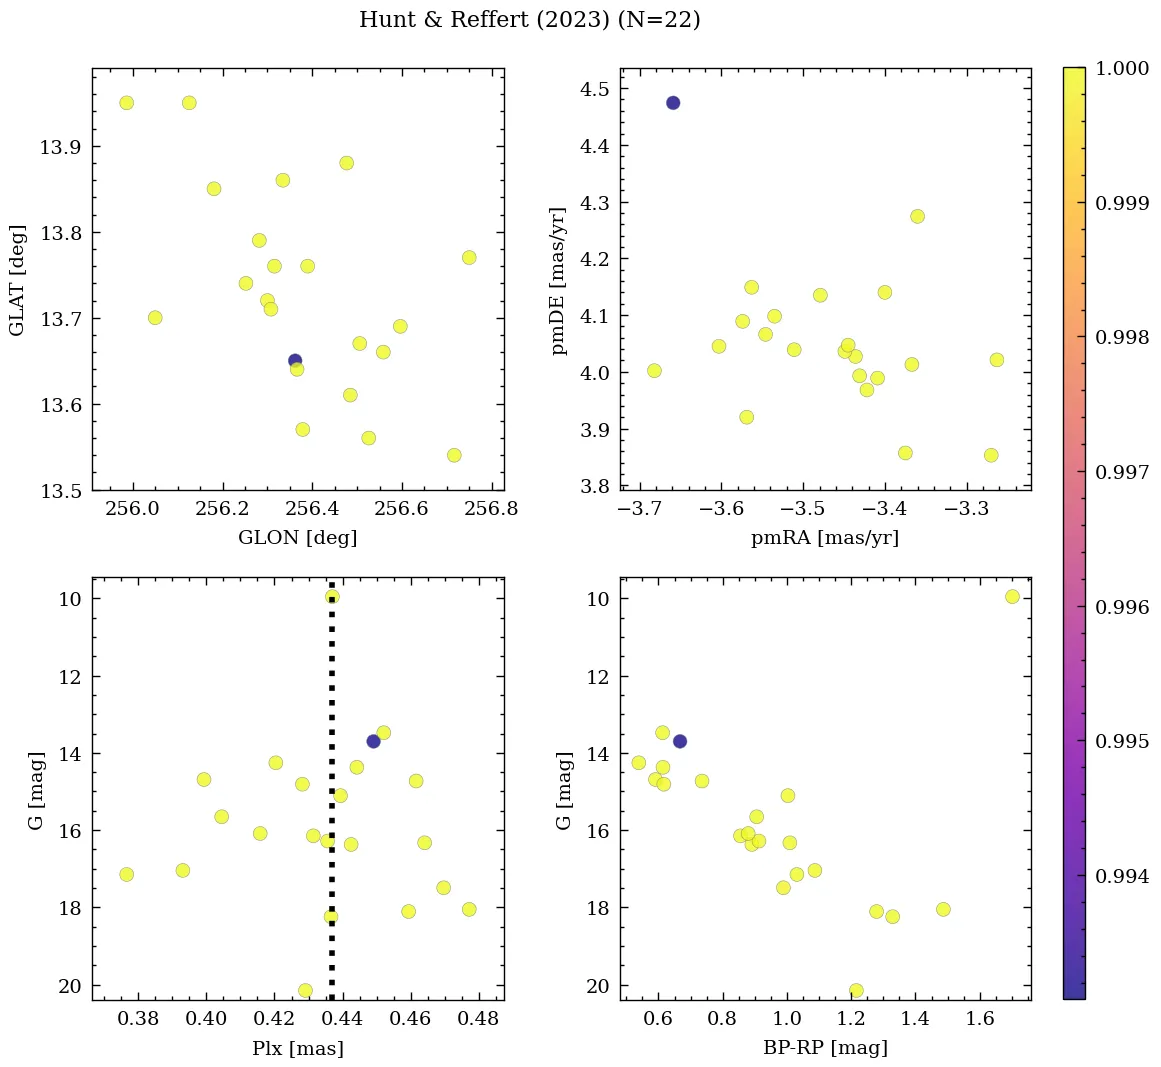 Hunt & Reffert (2023) (N=22)
13.9
13.8
13.7
13.6
13.5
GLAT [deg]
256.0 256.2 256.4 256.6 256.8
GLON [deg]
4.5
4.4
4.3
4.2
4.1
4.0
3.9
3.8
pmDE [mas/yr]
−3.7 −3.6 −3.5 −3.4 −3.3
pmRA [mas/yr]
10
12
14
16
18
20
G [mag]
0.38 0.40 0.42 0.44 0.46 0.48
Plx [mas]
10
12
14
16
18
20
G [mag]
0.6 0.8 1.0 1.2 1.4 1.6
BP-RP [mag]
1.000
0.999
0.998
0.997
0.996
0.995
0.994